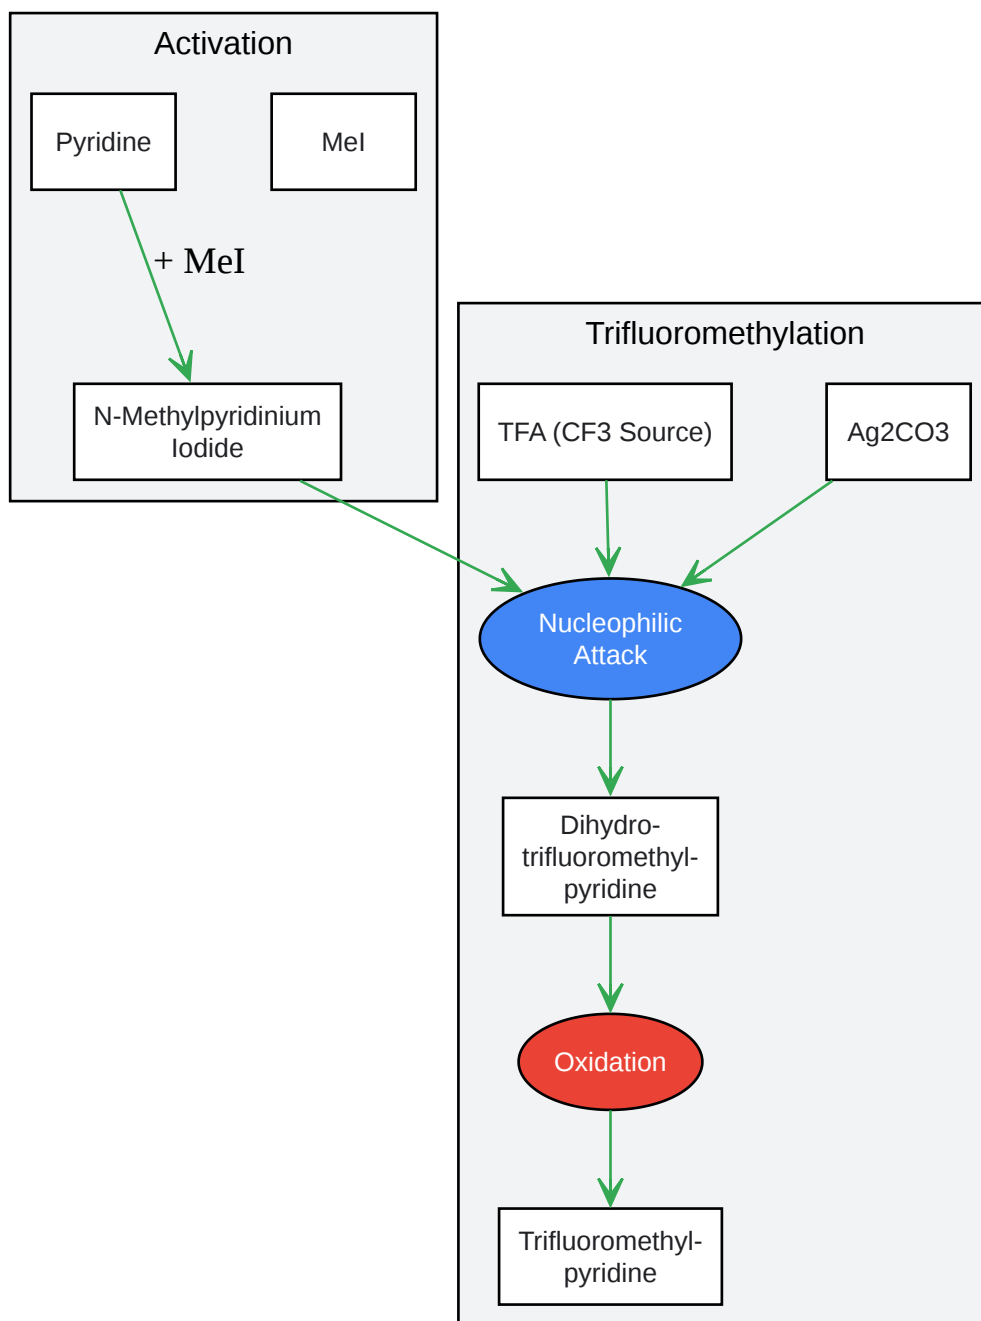 Activation
Pyridine
MeI
+ MeI
N-Methylpyridinium
Iodide
Trifluoromethylation
TFA (CF3 Source)
Ag2CO3
Nucleophilic
Attack
Dihydro-
trifluoromethyl-
pyridine
Oxidation
Trifluoromethyl-
pyridine